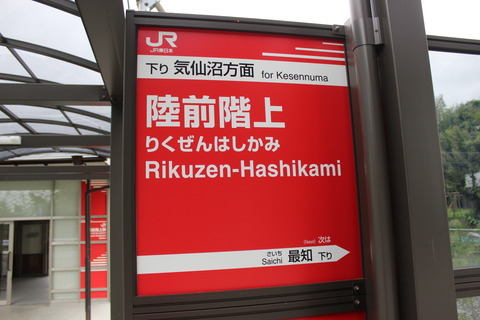 JR
JR東日本
下り 気仙沼方面 for Kesennuma
陸前階上
りくぜんはしかみ
Rikuzen-Hashikami
(Next) 次は
さいち
Saichi 最知 下り